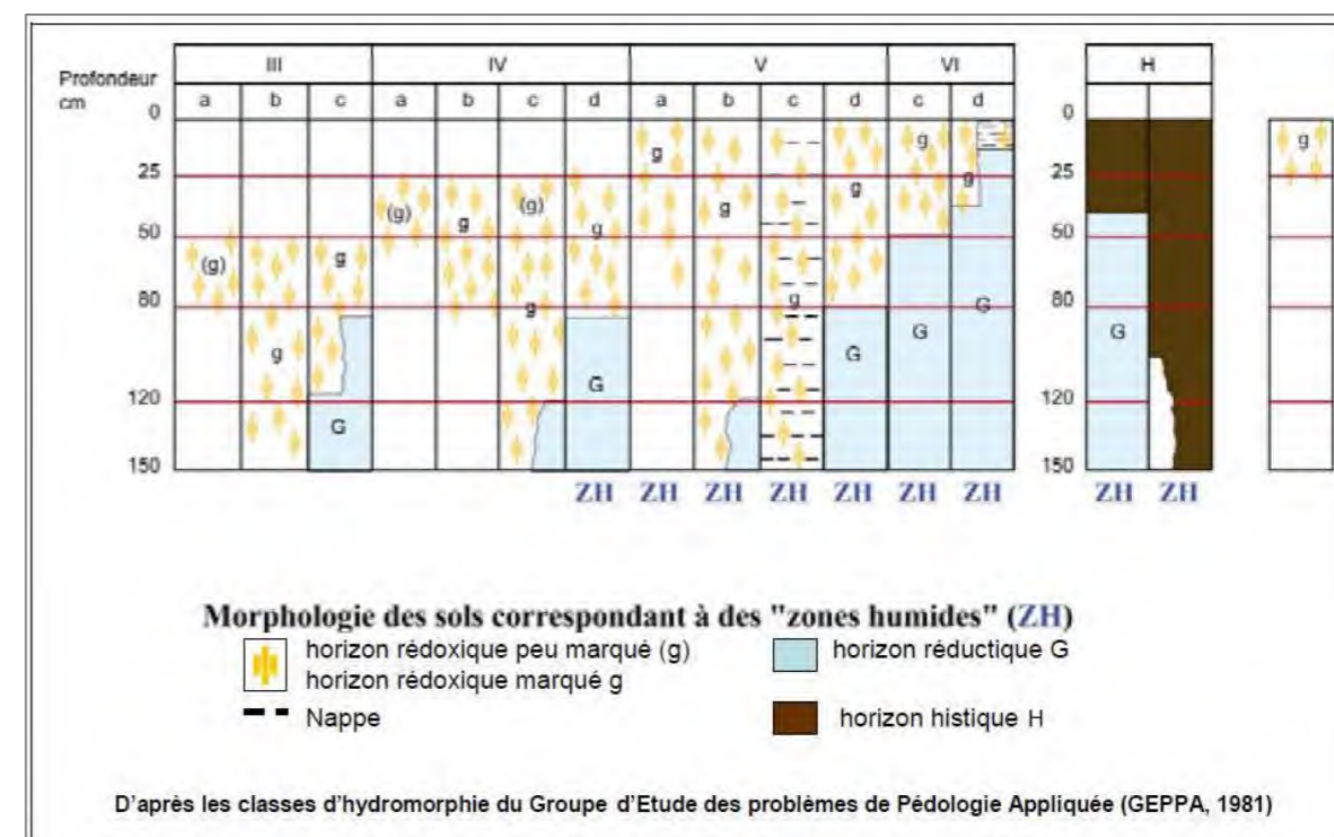 III IV V VI H
Profondeur
cm a b c a b c d a b c d c d
0 0
g g g g
25 25
g g
(g) g (g) g g
50 50
(g) g g
80 80
g g G
g G G G G
120 120
G
150 150
ZH ZH ZH ZH ZH ZH ZH ZH ZH
Morphologie des sols correspondant à des "zones humides" (ZH)
horizon rédoxique peu marqué (g) horizon réductique G
horizon rédoxique marqué g
Nappe horizon histique H
D'après les classes d'hydromorphie du Groupe d'Etude des problèmes de Pédologie Appliquée (GEPPA, 1981)